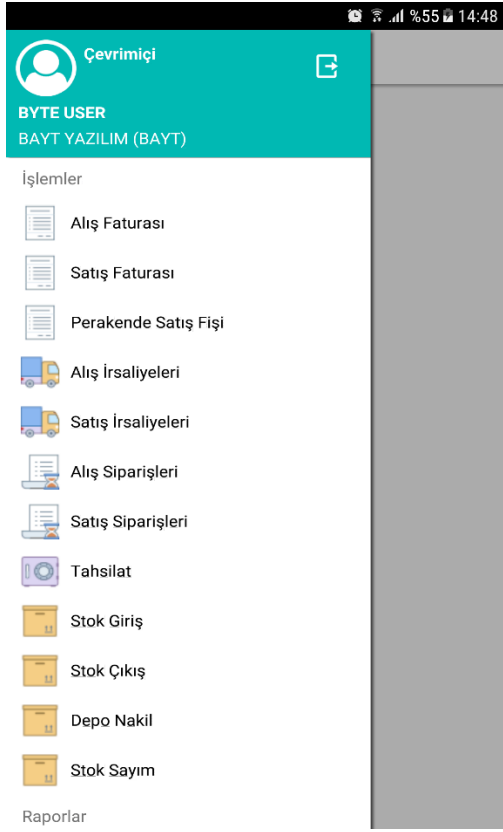 %55 14:48
Çevrimiçi
BYTE USER
BAYT YAZILIM (BAYT)
İşlemler
Alış Faturası
Satış Faturası
Perakende Satış Fişi
Alış İrsaliyeleri
Satış İrsaliyeleri
Alış Siparişleri
Satış Siparişleri
Tahsilat
Stok Giriş
Stok Çıkış
Depo Nakil
Stok Sayım
Raporlar